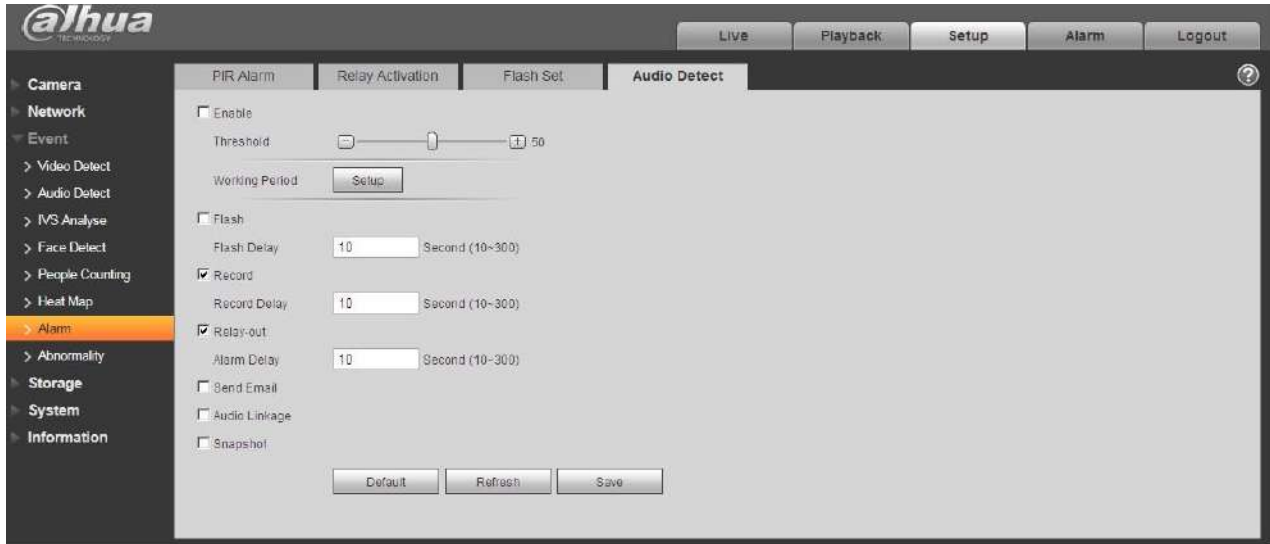 alhua
TECHNOLOGY
Live Playback Setup Alarm Logout
PIR Alarm Relay Activation Flash Set Audio Detect ?
Camera
Network
Event
> Video Detect
> Audio Detect
> IVS Analyse
> Face Detect
> People Counting
> Heat Map
> Alarm
> Abnormality
Storage
System
Information
Enable
Threshold 50
Working Period Setup
Flash
Flash Delay 10 Second (10~300)
Record
Record Delay 10 Second (10~300)
Relay-out
Alarm Delay 10 Second (10~300)
Send Email
Audio Linkage
Snapshot
Default Refresh Save